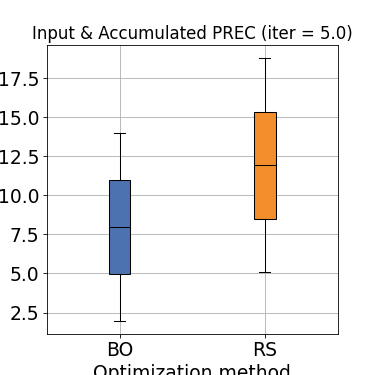 Input & Accumulated PREC (iter = 5.0)
17.5
15.0
12.5
10.0
7.5
5.0
2.5
BO RS
Optimization method